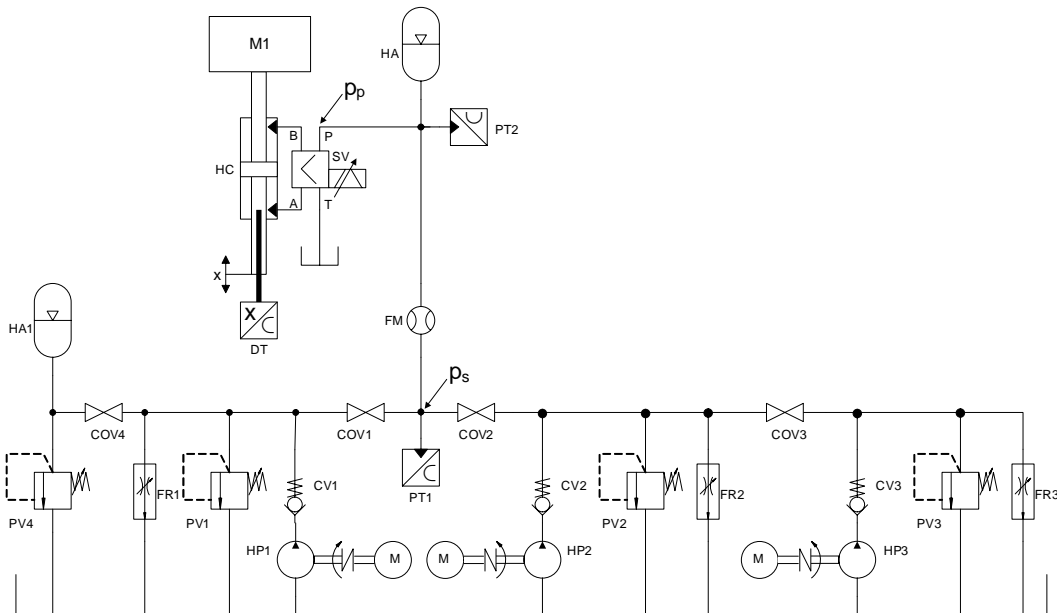 M1
HA
pp
B
P
PT2
SV
HC
A
T
x
X
DT
HA1
FM
ps
COV4
COV1
COV2
COV3
PT1
CV1
CV2
CV3
PV4
FR1
PV1
PV2
FR2
PV3
FR3
HP1
M
M
HP2
M
HP3